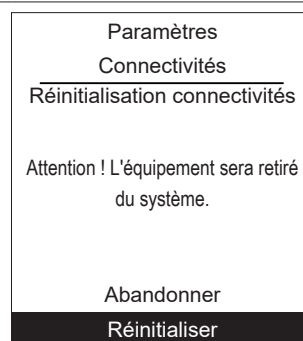 Paramètres
Connectivités
Réinitialisation connectivités
Attention ! L'équipement sera retiré
du système.
Abandonner
Réinitialiser